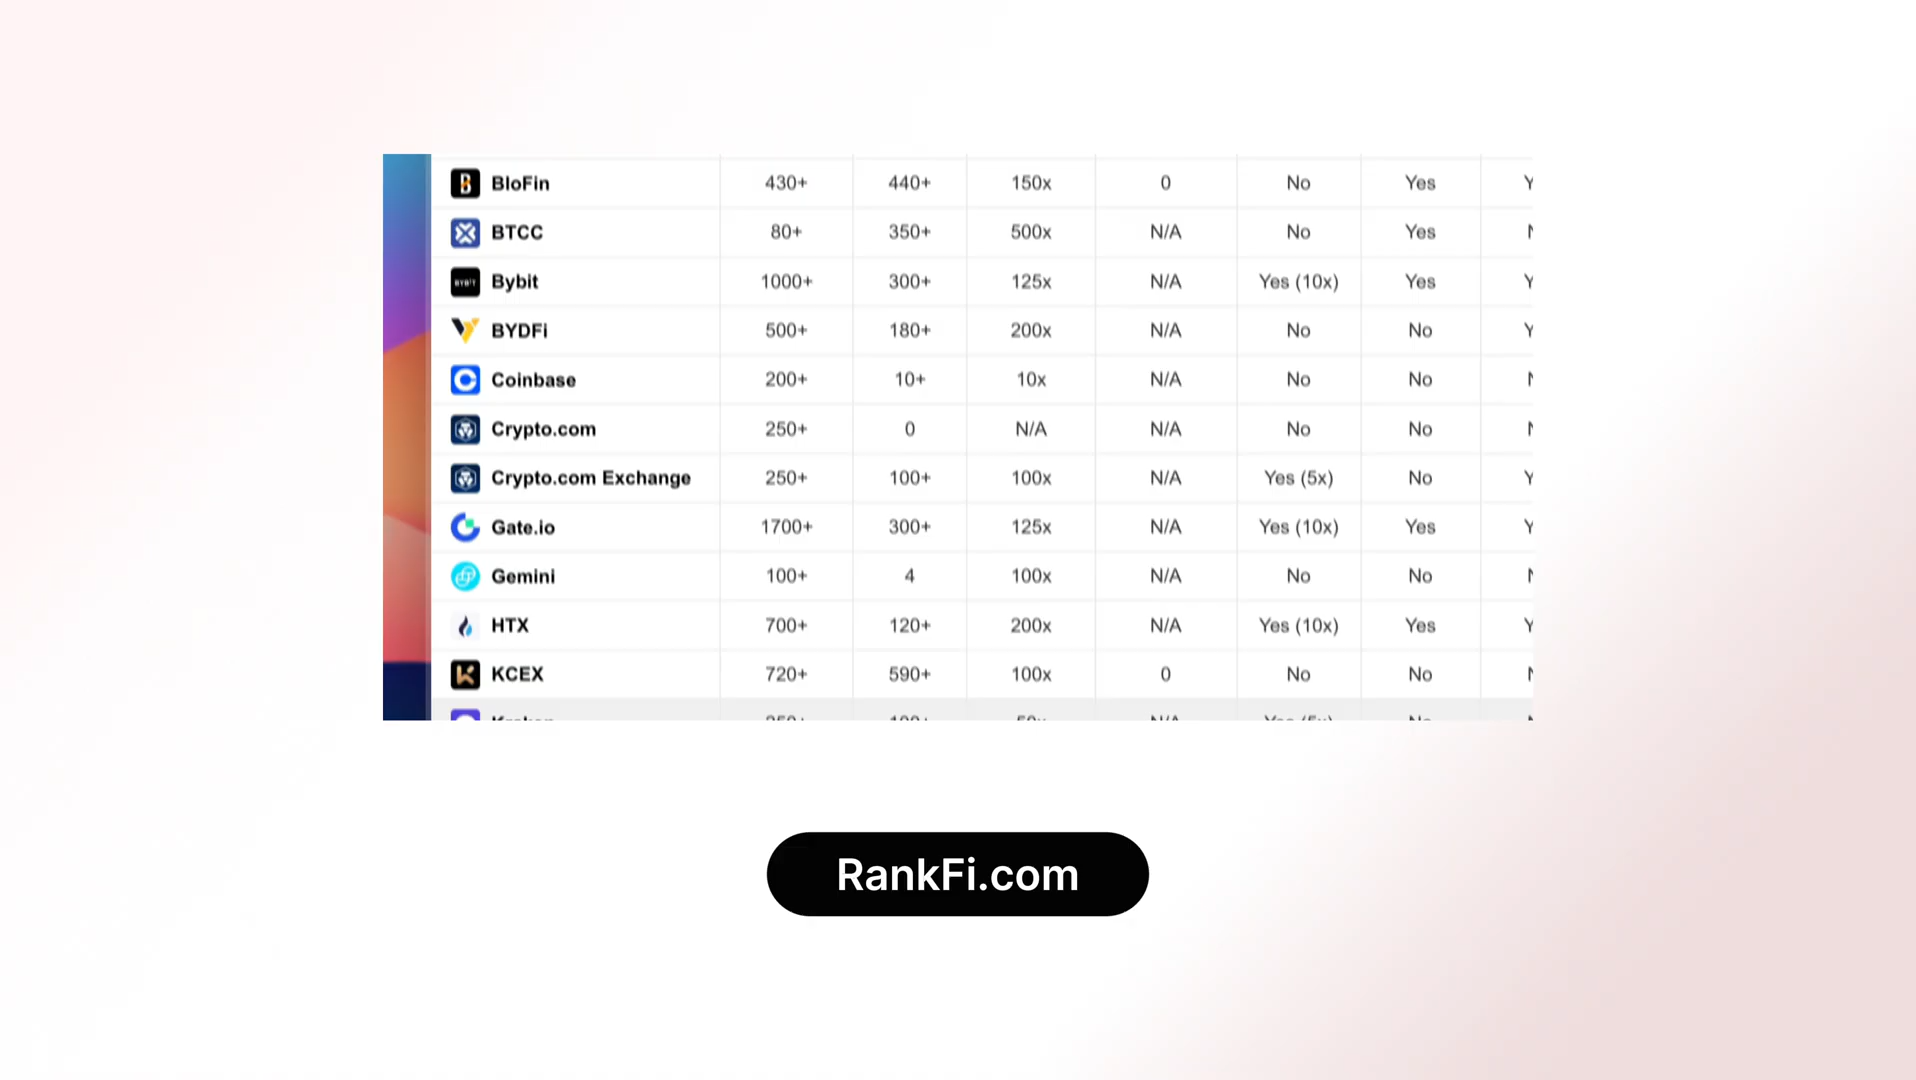 BloFin 430+ 440+ 150x 0 No Yes Y
BTCC 80+ 350+ 500x N/A No Yes
BYBIT Bybit 1000+ 300+ 125x N/A Yes (10x) Yes Y
BYDFi 500+ 180+ 200x N/A No No Y
Coinbase 200+ 10+ 10x N/A No No
Crypto.com 250+ 0 N/A N/A No No
Crypto.com Exchange 250+ 100+ 100x N/A Yes (5x) No Y
Gate.io 1700+ 300+ 125x N/A Yes (10x) Yes Y
Gemini 100+ 4 100x N/A No No
HTX 700+ 120+ 200x N/A Yes (10x) Yes Y
KCEX 720+ 590+ 100x 0 No No
RankFi.com